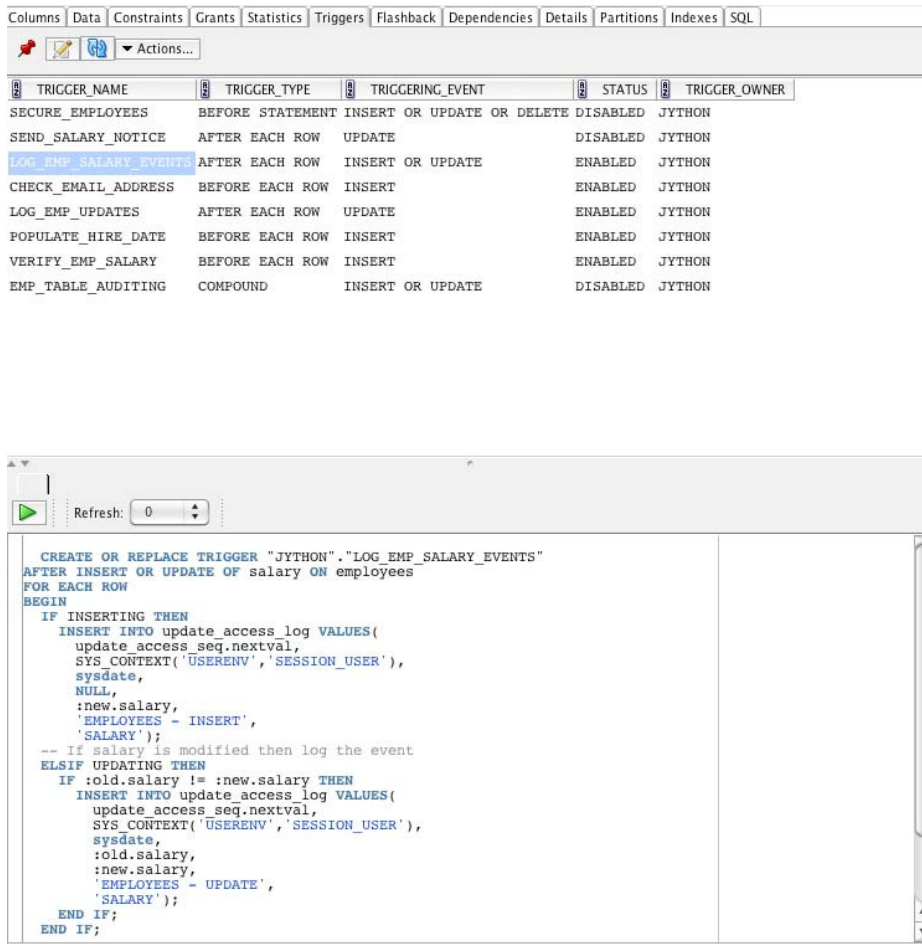 Columns Data Constraints Grants Statistics Triggers Flashback Dependencies Details Partitions Indexes SQL
Actions...
TRIGGER_NAME TRIGGER_TYPE TRIGGERING_EVENT STATUS TRIGGER_OWNER
SECURE_EMPLOYEES BEFORE STATEMENT INSERT OR UPDATE OR DELETE DISABLED JYTHON
SEND_SALARY_NOTICE AFTER EACH ROW UPDATE DISABLED JYTHON
LOG_EMP_SALARY_EVENTS AFTER EACH ROW INSERT OR UPDATE ENABLED JYTHON
CHECK_EMAIL_ADDRESS BEFORE EACH ROW INSERT ENABLED JYTHON
LOG_EMP_UPDATES AFTER EACH ROW UPDATE ENABLED JYTHON
POPULATE_HIRE_DATE BEFORE EACH ROW INSERT ENABLED JYTHON
VERIFY_EMP_SALARY BEFORE EACH ROW INSERT ENABLED JYTHON
EMP_TABLE_AUDITING COMPOUND INSERT OR UPDATE DISABLED JYTHON
Refresh: 0
CREATE OR REPLACE TRIGGER "JYTHON"."LOG_EMP_SALARY_EVENTS"
AFTER INSERT OR UPDATE OF salary ON employees
FOR EACH ROW
BEGIN
IF INSERTING THEN
INSERT INTO update_access_log VALUES(
update_access_seq.nextval,
SYS_CONTEXT('USERENV','SESSION_USER'),
sysdate,
NULL,
:new.salary,
'EMPLOYEES - INSERT',
'SALARY');
-- If salary is modified then log the event
ELSIF UPDATING THEN
IF :old.salary != :new.salary THEN
INSERT INTO update_access_log VALUES(
update_access_seq.nextval,
SYS_CONTEXT('USERENV','SESSION_USER'),
sysdate,
:old.salary,
:new.salary,
'EMPLOYEES - UPDATE',
'SALARY');
END IF;
END IF;